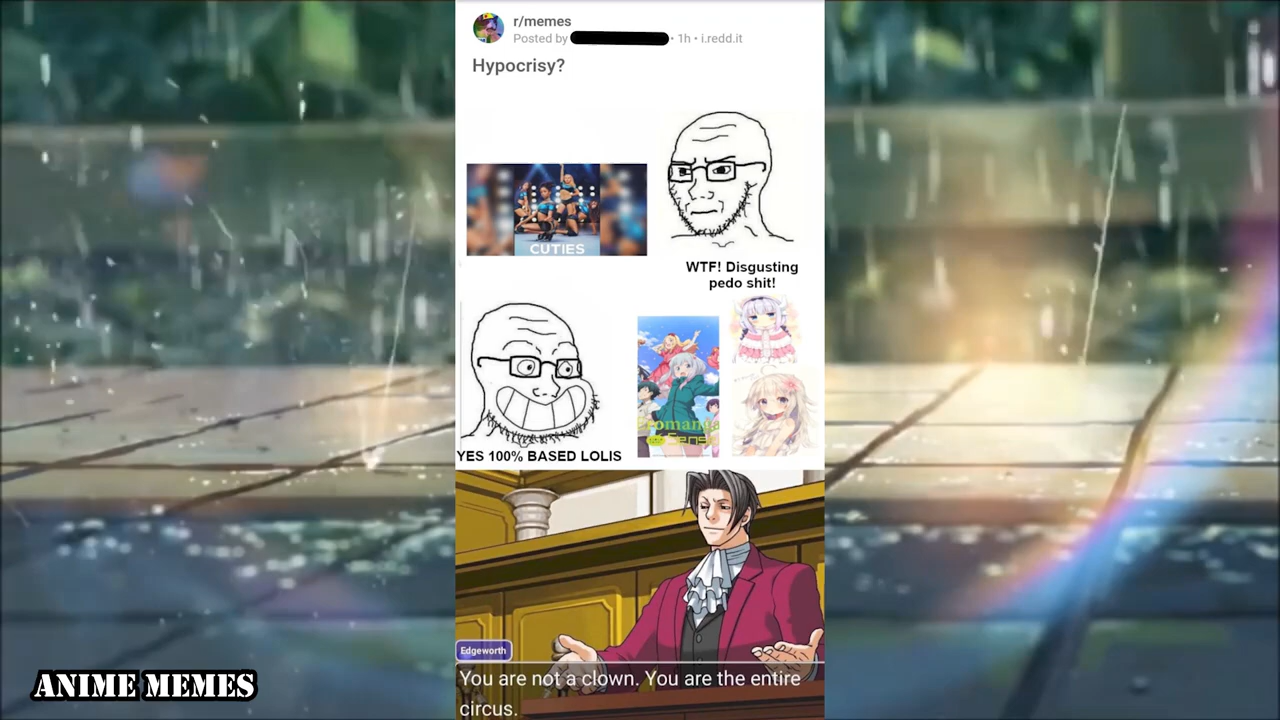 r/memes
Posted by • 1h • i.redd.it
Hypocrisy?
CUTIES
WTF! Disgusting
pedo shit!
YES 100% BASED LOLIS
Edgeworth
You are not a clown. You are the entire
circus.
ANIME MEMES